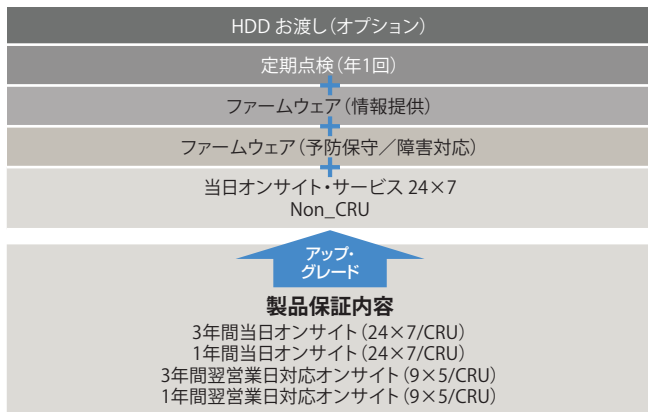 HDD お渡し（オプション）
定期点検（年1回）
ファームウェア（情報提供）
ファームウェア（予防保守／障害対応）
当日オンサイト・サービス 24×7
Non_CRU
アップ・
グレード
製品保証内容
3年間当日オンサイト（24×7/CRU）
1年間当日オンサイト（24×7/CRU）
3年間翌営業日対応オンサイト（9×5/CRU）
1年間翌営業日対応オンサイト（9×5/CRU）